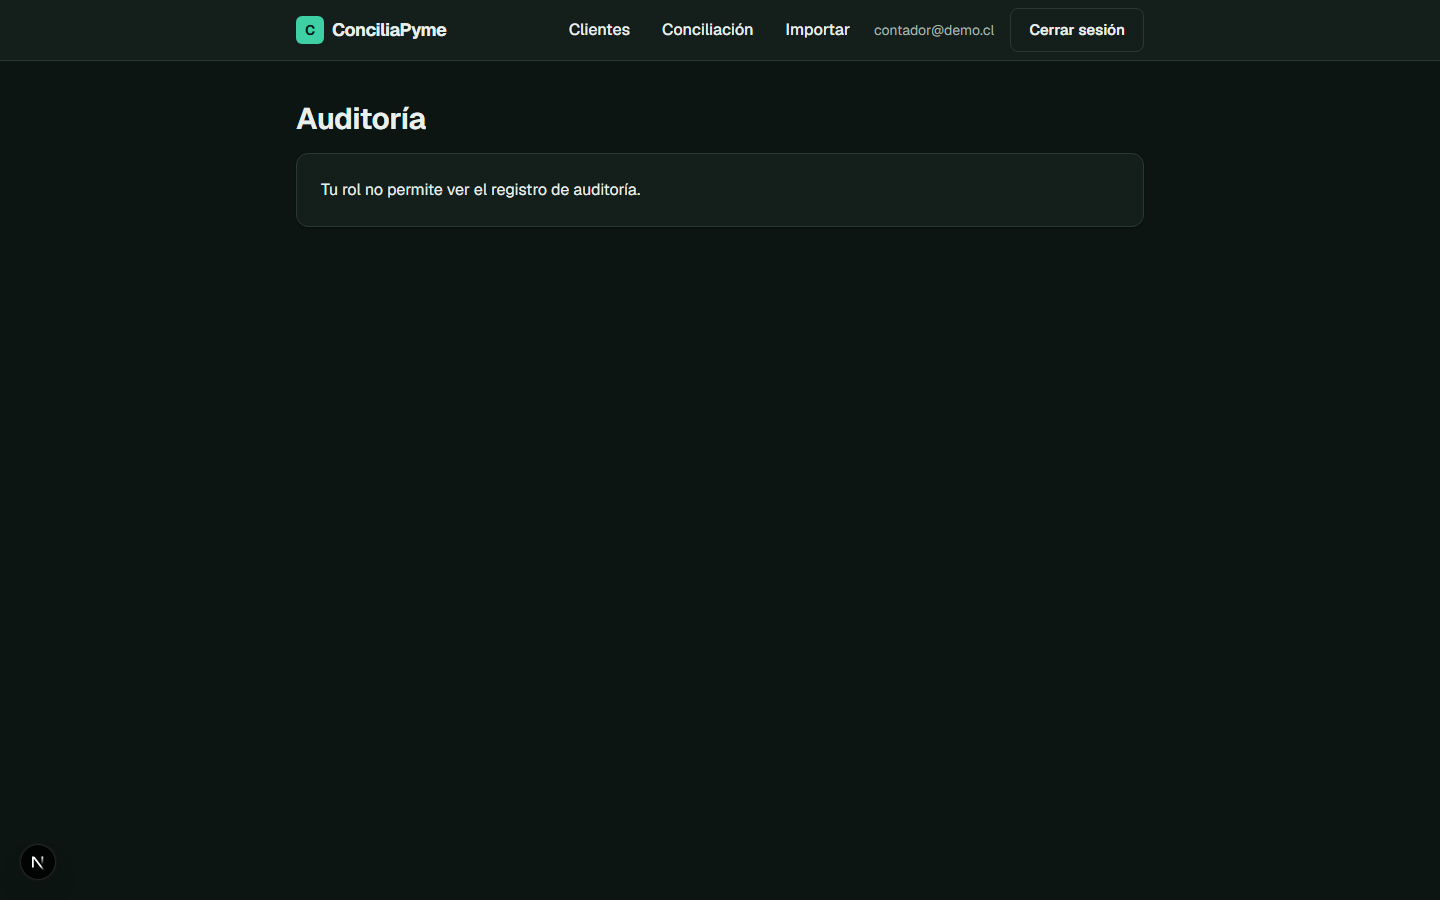 C ConciliaPyme Clientes Conciliación Importar contador@demo.cl Cerrar sesión
Auditoría
Tu rol no permite ver el registro de auditoría.
N